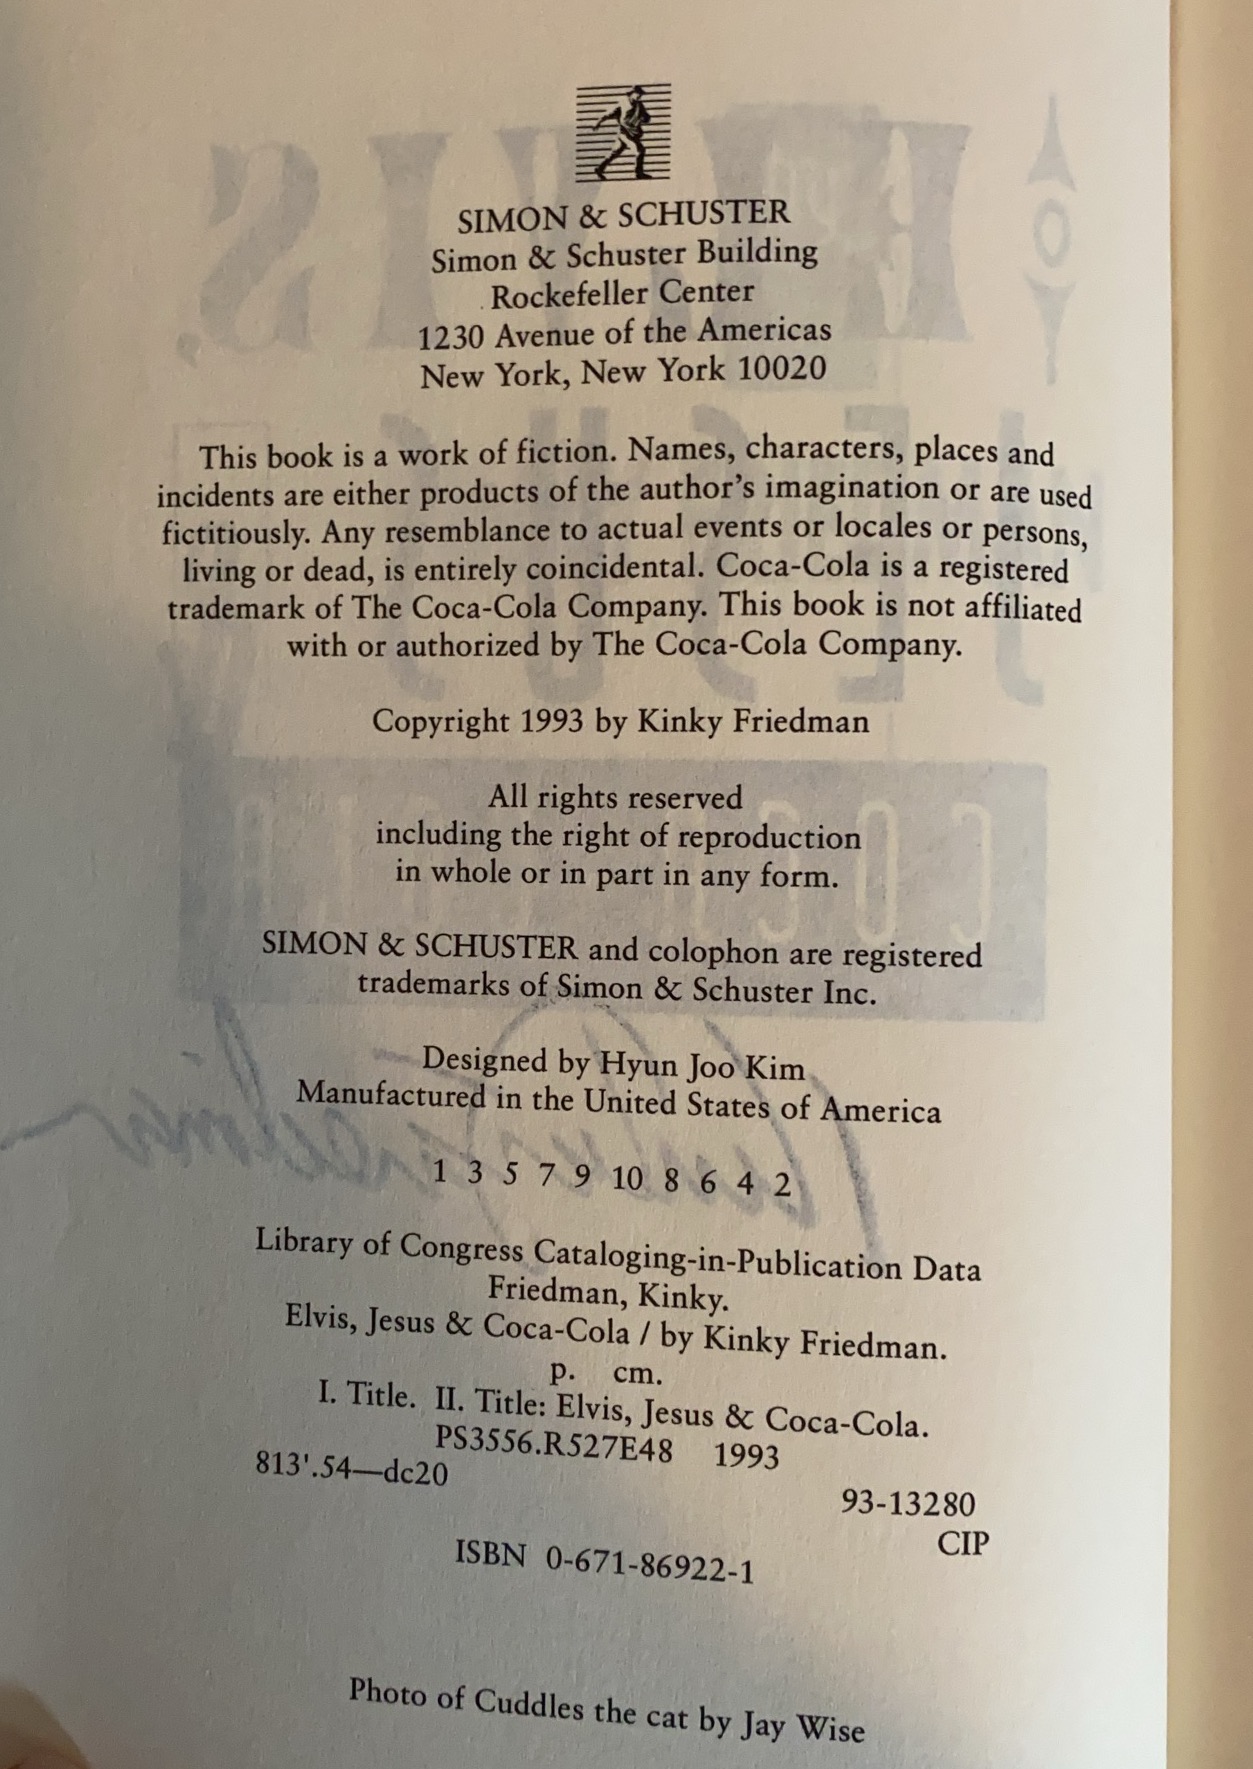 SIMON & SCHUSTER
Simon & Schuster Building
Rockefeller Center
1230 Avenue of the Americas
New York, New York 10020
This book is a work of fiction. Names, characters, places and
incidents are either products of the author's imagination or are used
fictitiously. Any resemblance to actual events or locales or persons,
living or dead, is entirely coincidental. Coca-Cola is a registered
trademark of The Coca-Cola Company. This book is not affiliated
with or authorized by The Coca-Cola Company.
Copyright 1993 by Kinky Friedman
All rights reserved
including the right of reproduction
in whole or in part in any form.
SIMON & SCHUSTER and colophon are registered
trademarks of Simon & Schuster Inc.
Designed by Hyun Joo Kim
Manufactured in the United States of America
1 3 5 7 9 10 8 6 4 2
Library of Congress Cataloging-in-Publication Data
Friedman, Kinky.
Elvis, Jesus & Coca-Cola / by Kinky Friedman.
p. cm.
I. Title. II. Title: Elvis, Jesus & Coca-Cola.
PS3556.R527E48 1993
813'.54—dc20
93-13280
CIP
ISBN 0-671-86922-1
Photo of Cuddles the cat by Jay Wise